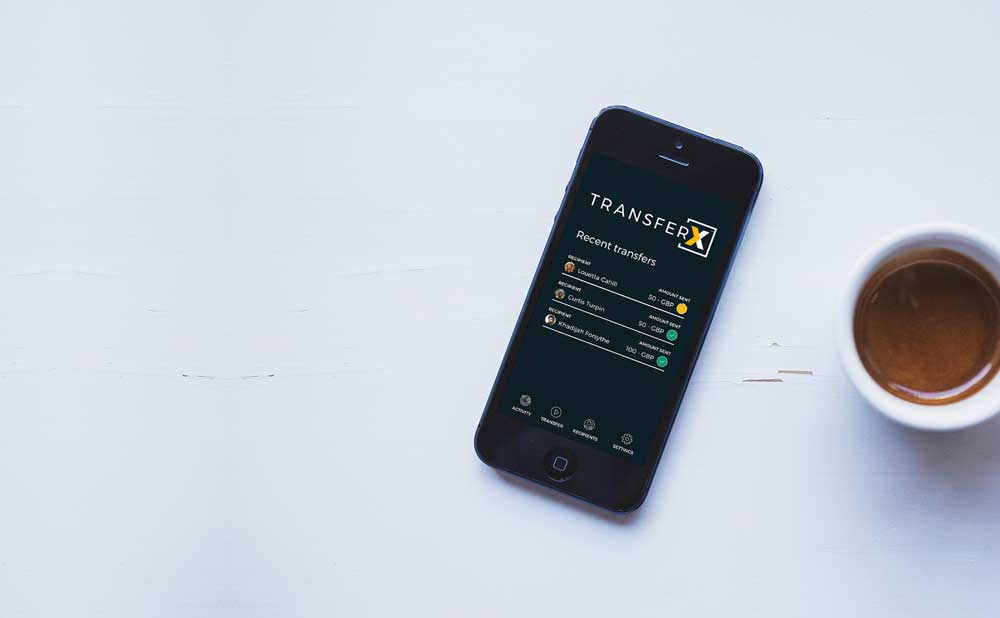 TRANSFERX
Recent transfers
RECIPIENT
Louetta Cahill
AMOUNT SENT
50 - GBP
RECIPIENT
Curtis Turpin
AMOUNT SENT
50 - GBP
RECIPIENT
Khadijah Forsythe
AMOUNT SENT
100 - GBP
ACTIVITY
TRANSFER
RECIPIENTS
SETTINGS